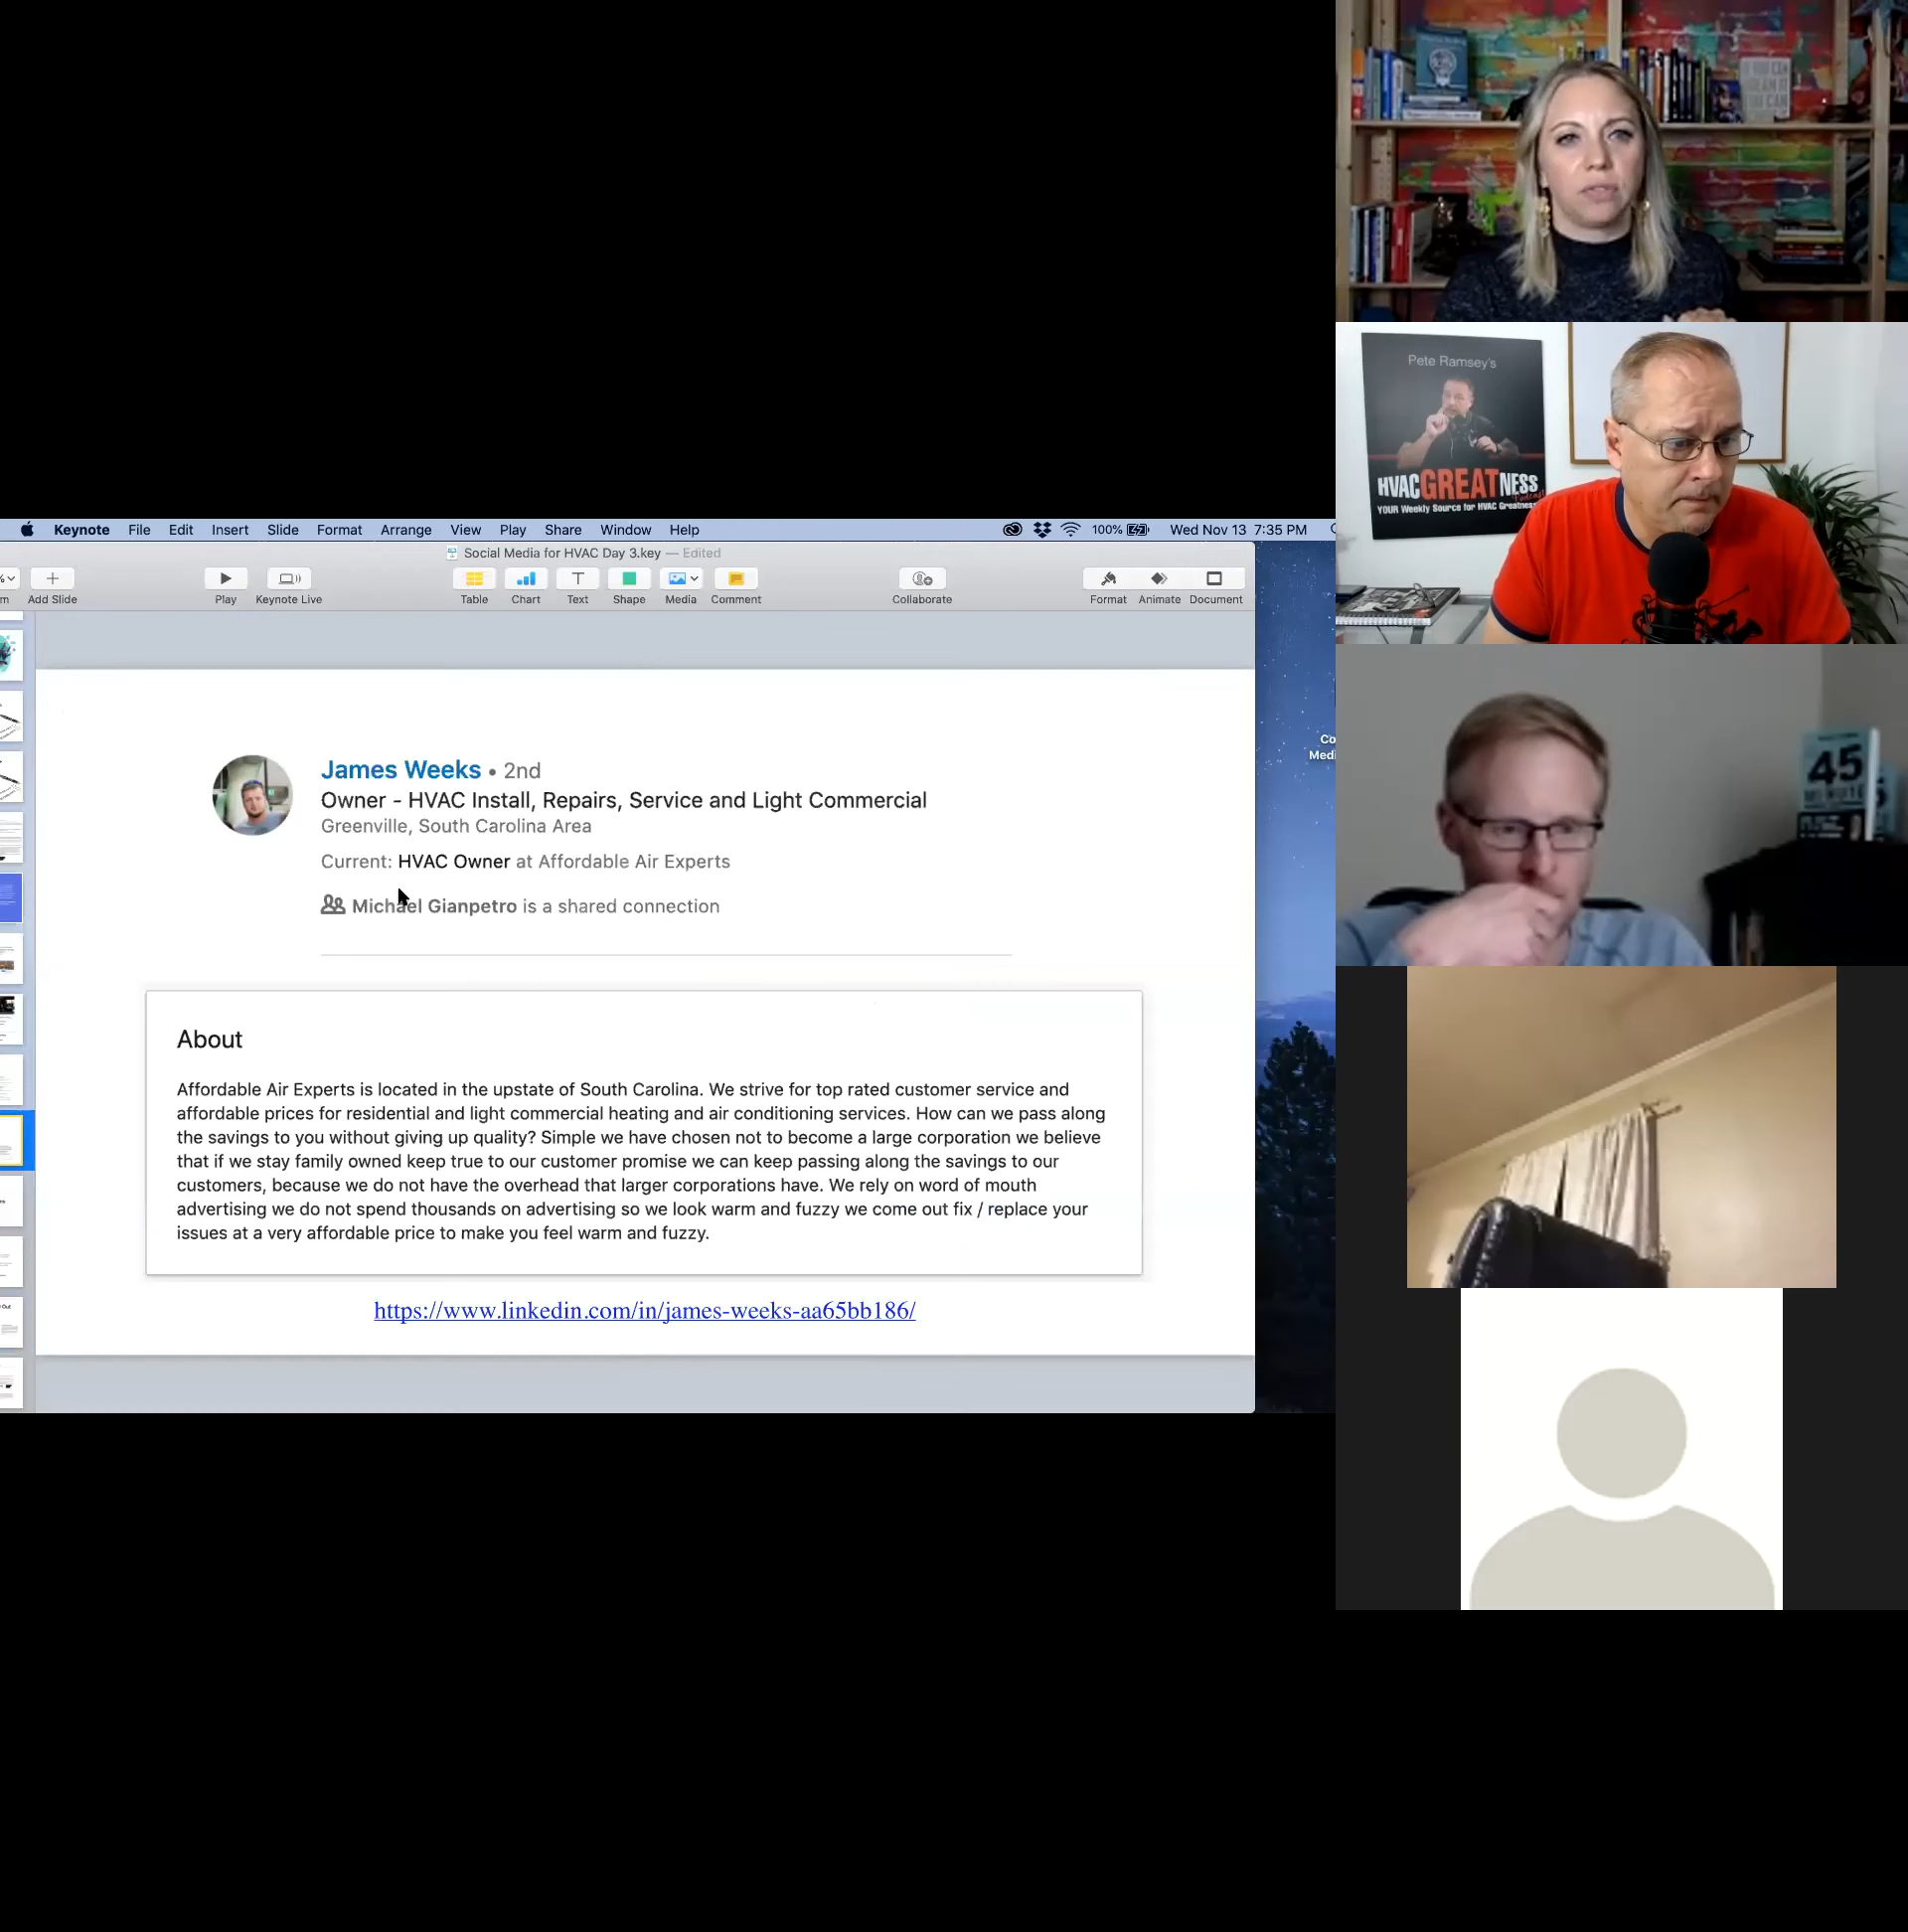 Keynote File Edit Insert Slide Format Arrange View Play Share Window Help 100% Wed Nov 13 7:35 PM
Social Media for HVAC Day 3.key — Edited
Add Slide Play Keynote Live Table Chart Text Shape Media Comment Collaborate Format Animate Document
James Weeks • 2nd
Owner - HVAC Install, Repairs, Service and Light Commercial
Greenville, South Carolina Area
Current: HVAC Owner at Affordable Air Experts
Michael Gianpetro is a shared connection
About
Affordable Air Experts is located in the upstate of South Carolina. We strive for top rated customer service and
affordable prices for residential and light commercial heating and air conditioning services. How can we pass along
the savings to you without giving up quality? Simple we have chosen not to become a large corporation we believe
that if we stay family owned keep true to our customer promise we can keep passing along the savings to our
customers, because we do not have the overhead that larger corporations have. We rely on word of mouth
advertising we do not spend thousands on advertising so we look warm and fuzzy we come out fix / replace your
issues at a very affordable price to make you feel warm and fuzzy.
https://www.linkedin.com/in/james-weeks-aa65bb186/
Pete Ramsey's
HVACGREATNESS
Podcast
YOUR Weekly Source for HVAC Greatness
45